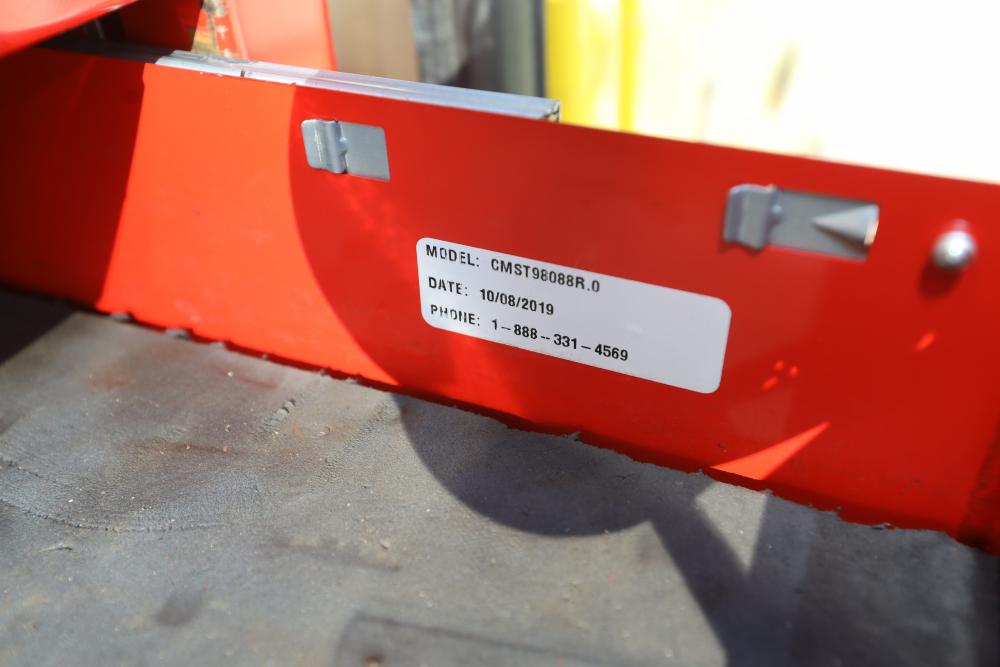 MODEL: CMST98088R.0
DATE: 10/08/2019
PHONE: 1-888-331-4569